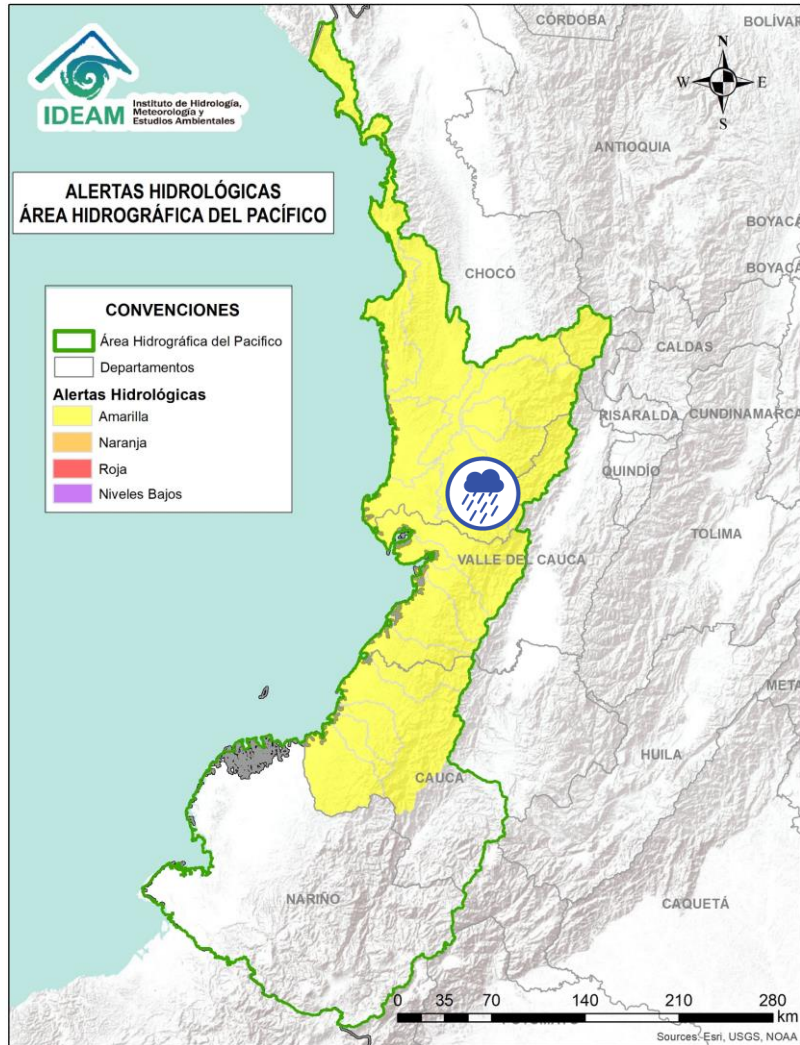 IDEAM
Instituto de Hidrología,
Meteorología y
Estudios Ambientales
ALERTAS HIDROLÓGICAS
ÁREA HIDROGRÁFICA DEL PACÍFICO
CONVENCIONES
Área Hidrográfica del Pacifico
Departamentos
Alertas Hidrológicas
Amarilla
Naranja
Roja
Niveles Bajos
N
W E
S
CÓRDOBA
BOLÍVAR
ANTIOQUIA
BOYACÁ
CHOCÓ
BOYACÁ
CALDAS
RISARALDA
CUNDINAMARCA
QUINDÍO
TOLIMA
VALLE DEL CAUCA
META
HUILA
CAUCA
NARIÑO
CAQUETÁ
0 35 70 140 210 280
km
Sources: Esri, USGS, NOAA